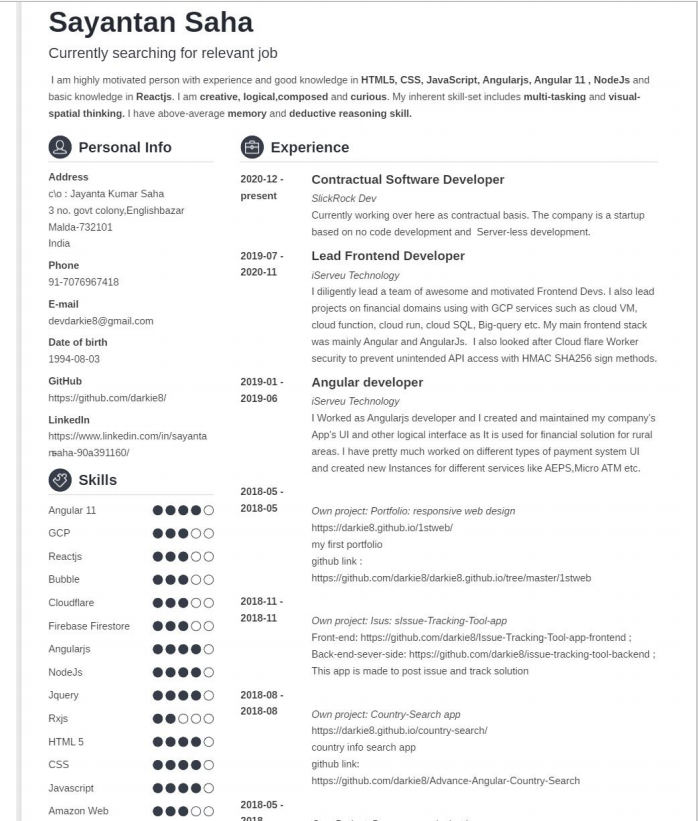 Sayantan Saha
Currently searching for relevant job
I am highly motivated person with experience and good knowledge in HTML5, CSS, JavaScript, Angularjs, Angular 11 , NodeJs and
basic knowledge in Reactjs. I am creative, logical,composed and curious. My inherent skill-set includes multi-tasking and visual-
spatial thinking. I have above-average memory and deductive reasoning skill.
Personal Info
Address
c\o : Jayanta Kumar Saha
3 no. govt colony,Englishbazar
Malda-732101
India
Phone
91-7076967418
E-mail
devdarkie8@gmail.com
Date of birth
1994-08-03
GitHub
https://github.com/darkie8/
LinkedIn
https://www.linkedin.com/in/sayanta
n-saha-90a391160/
Skills
Angular 11
GCP
Reactjs
Bubble
Cloudflare
Firebase Firestore
Angularjs
NodeJs
Jquery
Rxjs
HTML 5
CSS
Javascript
Amazon Web
Experience
2020-12 -
present
Contractual Software Developer
SlickRock Dev
Currently working over here as contractual basis. The company is a startup
based on no code development and Server-less development.
2019-07 -
2020-11
Lead Frontend Developer
iServeu Technology
I diligently lead a team of awesome and motivated Frontend Devs. I also lead
projects on financial domains using with GCP services such as cloud VM,
cloud function, cloud run, cloud SQL, Big-query etc. My main frontend stack
was mainly Angular and AngularJs. I also looked after Cloud flare Worker
security to prevent unintended API access with HMAC SHA256 sign methods.
2019-01 -
2019-06
Angular developer
iServeu Technology
I Worked as Angularjs developer and I created and maintained my company's
App's UI and other logical interface as It is used for financial solution for rural
areas. I have pretty much worked on different types of payment system UI
and created new Instances for different services like AEPS,Micro ATM etc.
2018-05 -
2018-05
Own project: Portfolio: responsive web design
https://darkie8.github.io/1stweb/
my first portfolio
github link :
https://github.com/darkie8/darkie8.github.io/tree/master/1stweb
2018-11 -
2018-11
Own project: Isus: sIssue-Tracking-Tool-app
Front-end: https://github.com/darkie8/Issue-Tracking-Tool-app-frontend ;
Back-end-sever-side: https://github.com/darkie8/issue-tracking-tool-backend ;
This app is made to post issue and track solution
2018-08 -
2018-08
Own project: Country-Search app
https://darkie8.github.io/country-search/
country info search app
github link:
https://github.com/darkie8/Advance-Angular-Country-Search
2018-05 -
2018